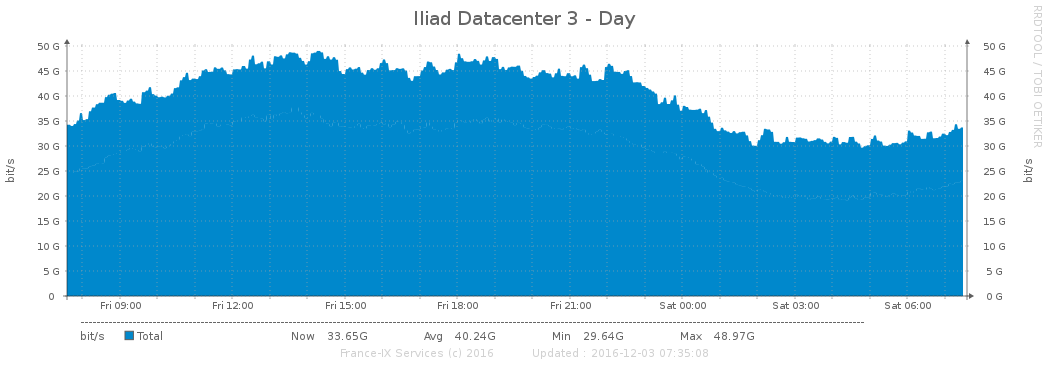 Iliad Datacenter 3 - Day
RRDTOOL / TOBI OETIKER
50 G 50 G
45 G 45 G
40 G 40 G
35 G 35 G
30 G 30 G
25 G 25 G
20 G 20 G
15 G 15 G
10 G 10 G
5 G 5 G
0 0 G
bit/s bit/s
Fri 09:00 Fri 12:00 Fri 15:00 Fri 18:00 Fri 21:00 Sat 00:00 Sat 03:00 Sat 06:00
bit/s Total Now 33.65G Avg 40.24G Min 29.64G Max 48.97G
France-IX Services (c) 2016 Updated : 2016-12-03 07:35:08